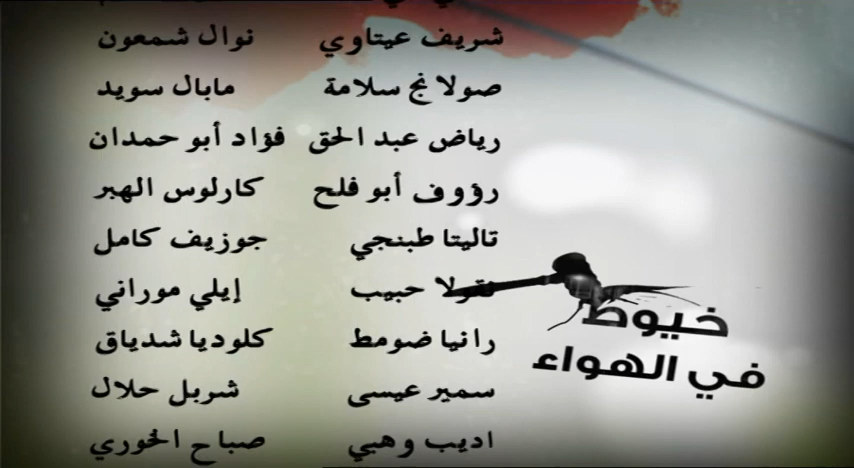 شريف عيتاوي نوال شمعون
صولانج سلامة مابال سويد
رياض عبد الحق فؤاد أبو حمدان
رؤوف أبو فلح كارلوس الهبر
تاليتا طبنجي جوزيف كامل
نقولا حبيب إيلي موراني
رانيا ضومط كلوديا شدياق
سمير عيسى شربل حلال
اديب وهبي صباح الخوري
خيوط
في الهواء